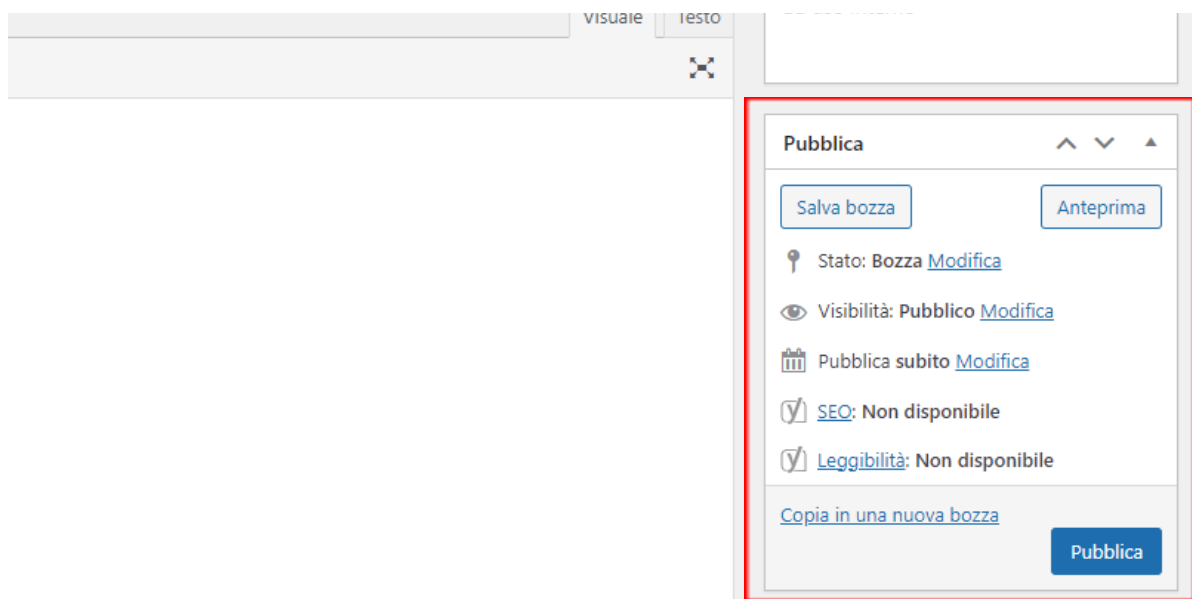 Visuale Testo
Pubblica
Salva bozza Anteprima
Stato: Bozza Modifica
Visibilità: Pubblico Modifica
Pubblica subito Modifica
SEO: Non disponibile
Leggibilità: Non disponibile
Copia in una nuova bozza
Pubblica